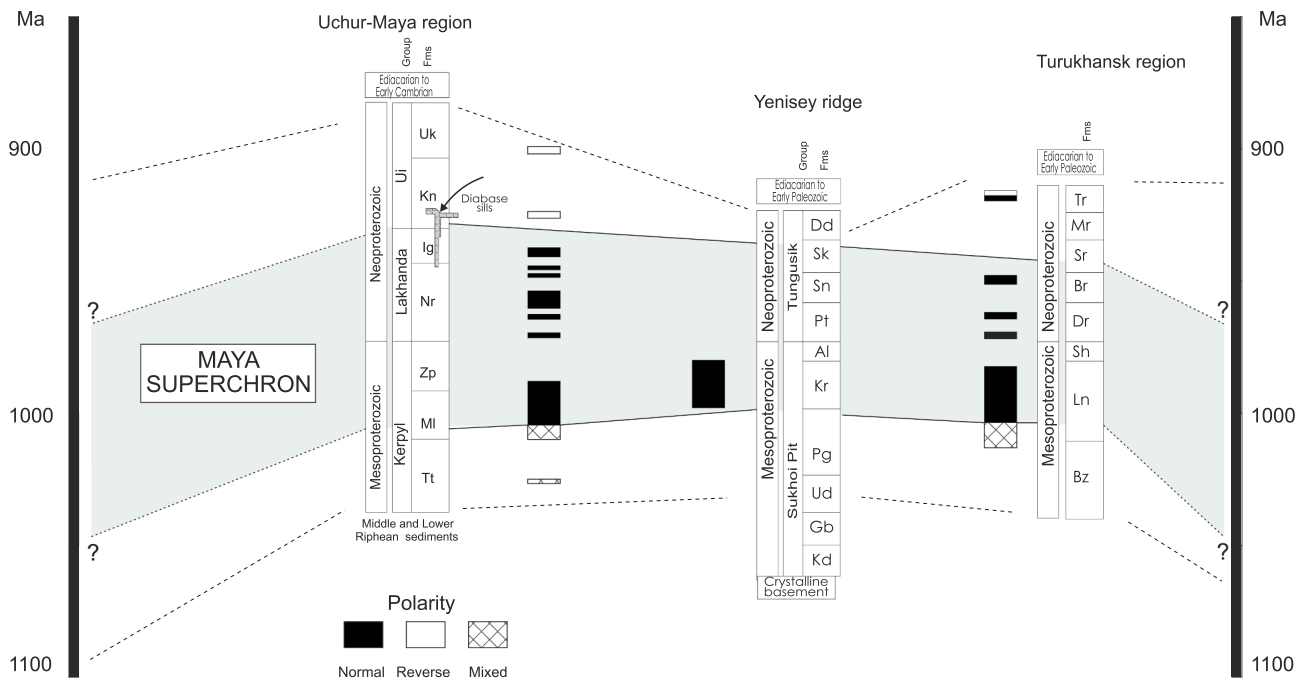 Ma
Uchur-Maya region
Group
Fms
Ediacarian to
Early Cambrian
Ma
Turukhansk region
Yenisey ridge
Group
Fms
Ediacarian to
Early Paleozoic
Fms
Ediacarian to
Early Paleozoic
900
1000
1100
900
1000
1100
?
?
?
?
MAYA
SUPERCHRON
Neoproterozoic
Mesoproterozoic
Ui
Lakhanda
Kerpyl
Uk
Kn
Ig
Nr
Zp
Ml
Tt
Diabase
sills
Middle and Lower
Riphean sediments
Neoproterozoic
Mesoproterozoic
Tungusik
Sukhoi Pit
Dd
Sk
Sn
Pt
Al
Kr
Pg
Ud
Gb
Kd
Crystalline
basement
Neoproterozoic
Mesoproterozoic
Tr
Mr
Sr
Br
Dr
Sh
Ln
Bz
Polarity
Normal Reverse Mixed